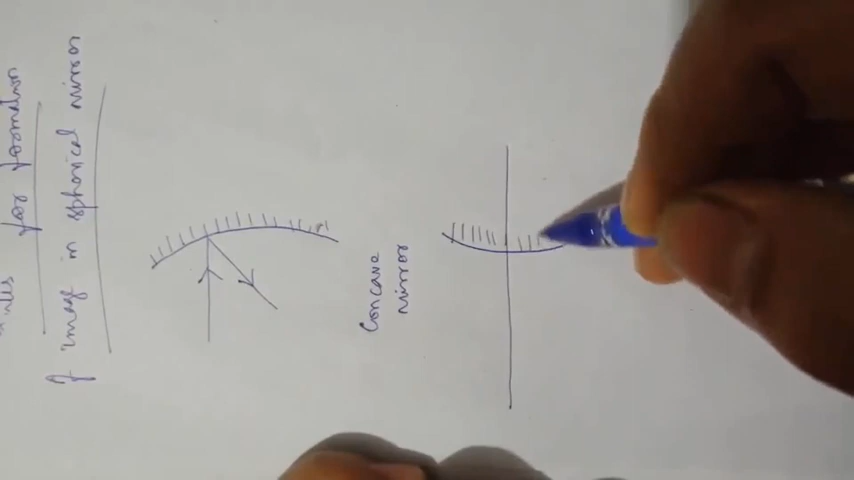 for formation
of image in spherical mirror
Concave
mirror